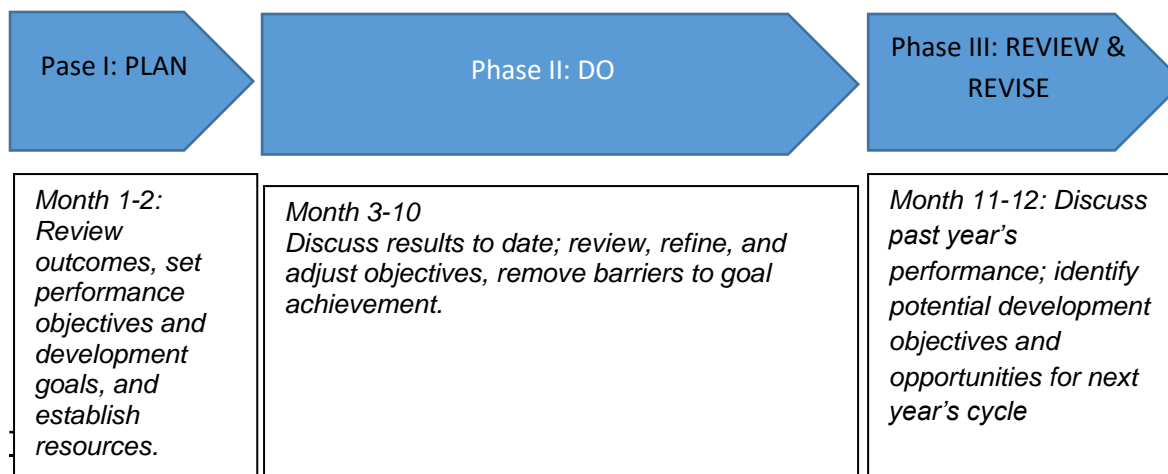 Pase I: PLAN
Phase II: DO
Phase III: REVIEW &
REVISE
Month 1-2:
Review
outcomes, set
performance
objectives and
development
goals, and
establish
resources.
Month 3-10
Discuss results to date; review, refine, and
adjust objectives, remove barriers to goal
achievement.
Month 11-12: Discuss
past year’s
performance; identify
potential development
objectives and
opportunities for next
year’s cycle